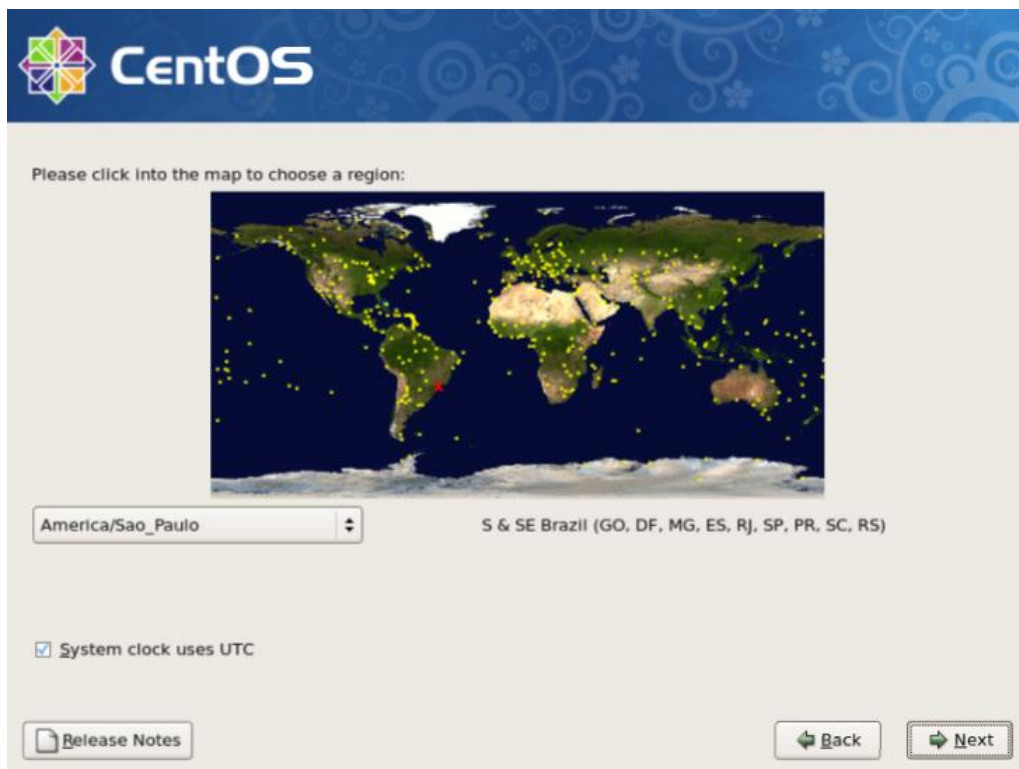 CentOS
Please click into the map to choose a region:
America/Sao_Paulo
S & SE Brazil (GO, DF, MG, ES, RJ, SP, PR, SC, RS)
System clock uses UTC
Release Notes
Back
Next